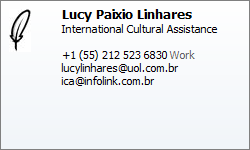 Lucy Paixio Linhares
International Cultural Assistance
+1 (55) 212 523 6830 Work
lucylinhares@uol.com.br
ica@infolink.com.br